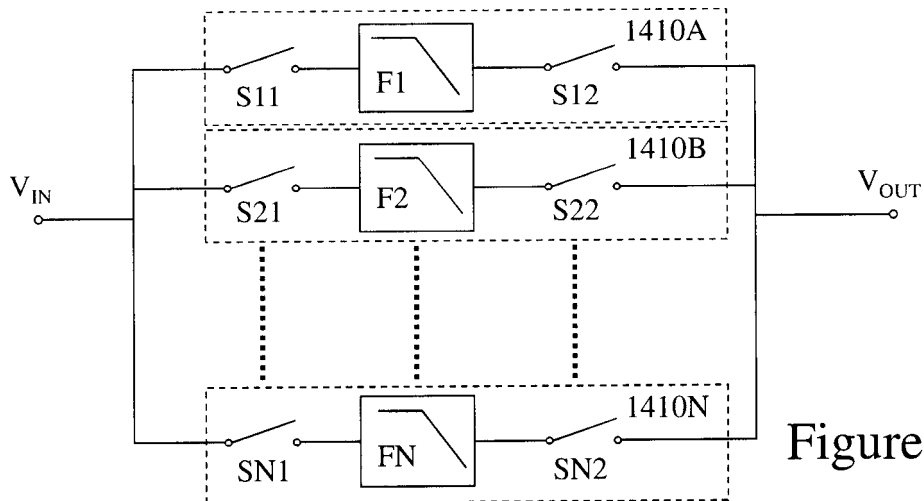 1410A
F1
S11
S12
1410B
V_IN
F2
V_OUT
S21
S22
1410N
FN
SN1
SN2
Figure